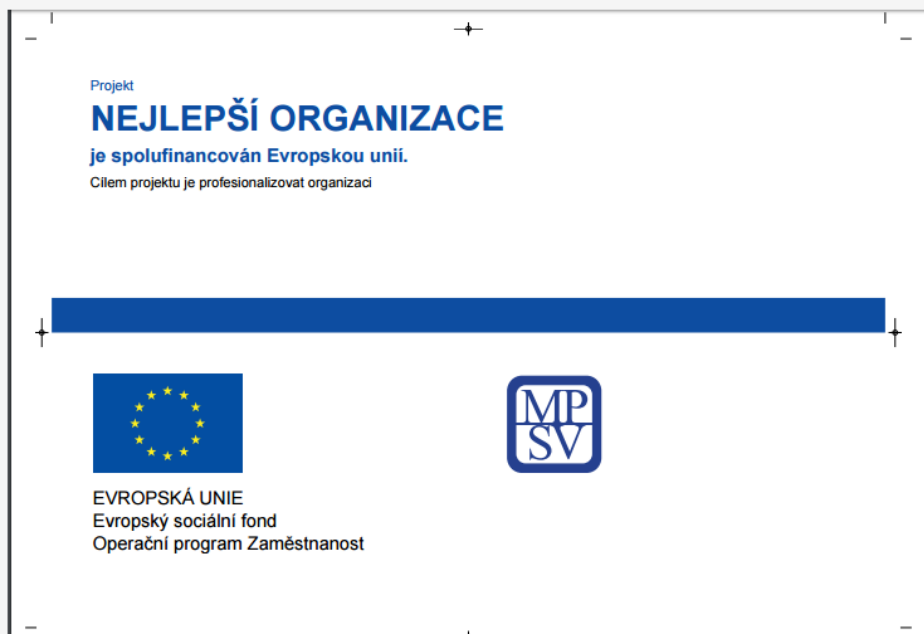 Projekt
NEJLEPŠÍ ORGANIZACE
je spolufinancován Evropskou unií.
Cílem projektu je profesionalizovat organizaci
MP
SV
EVROPSKÁ UNIE
Evropský sociální fond
Operační program Zaměstnanost